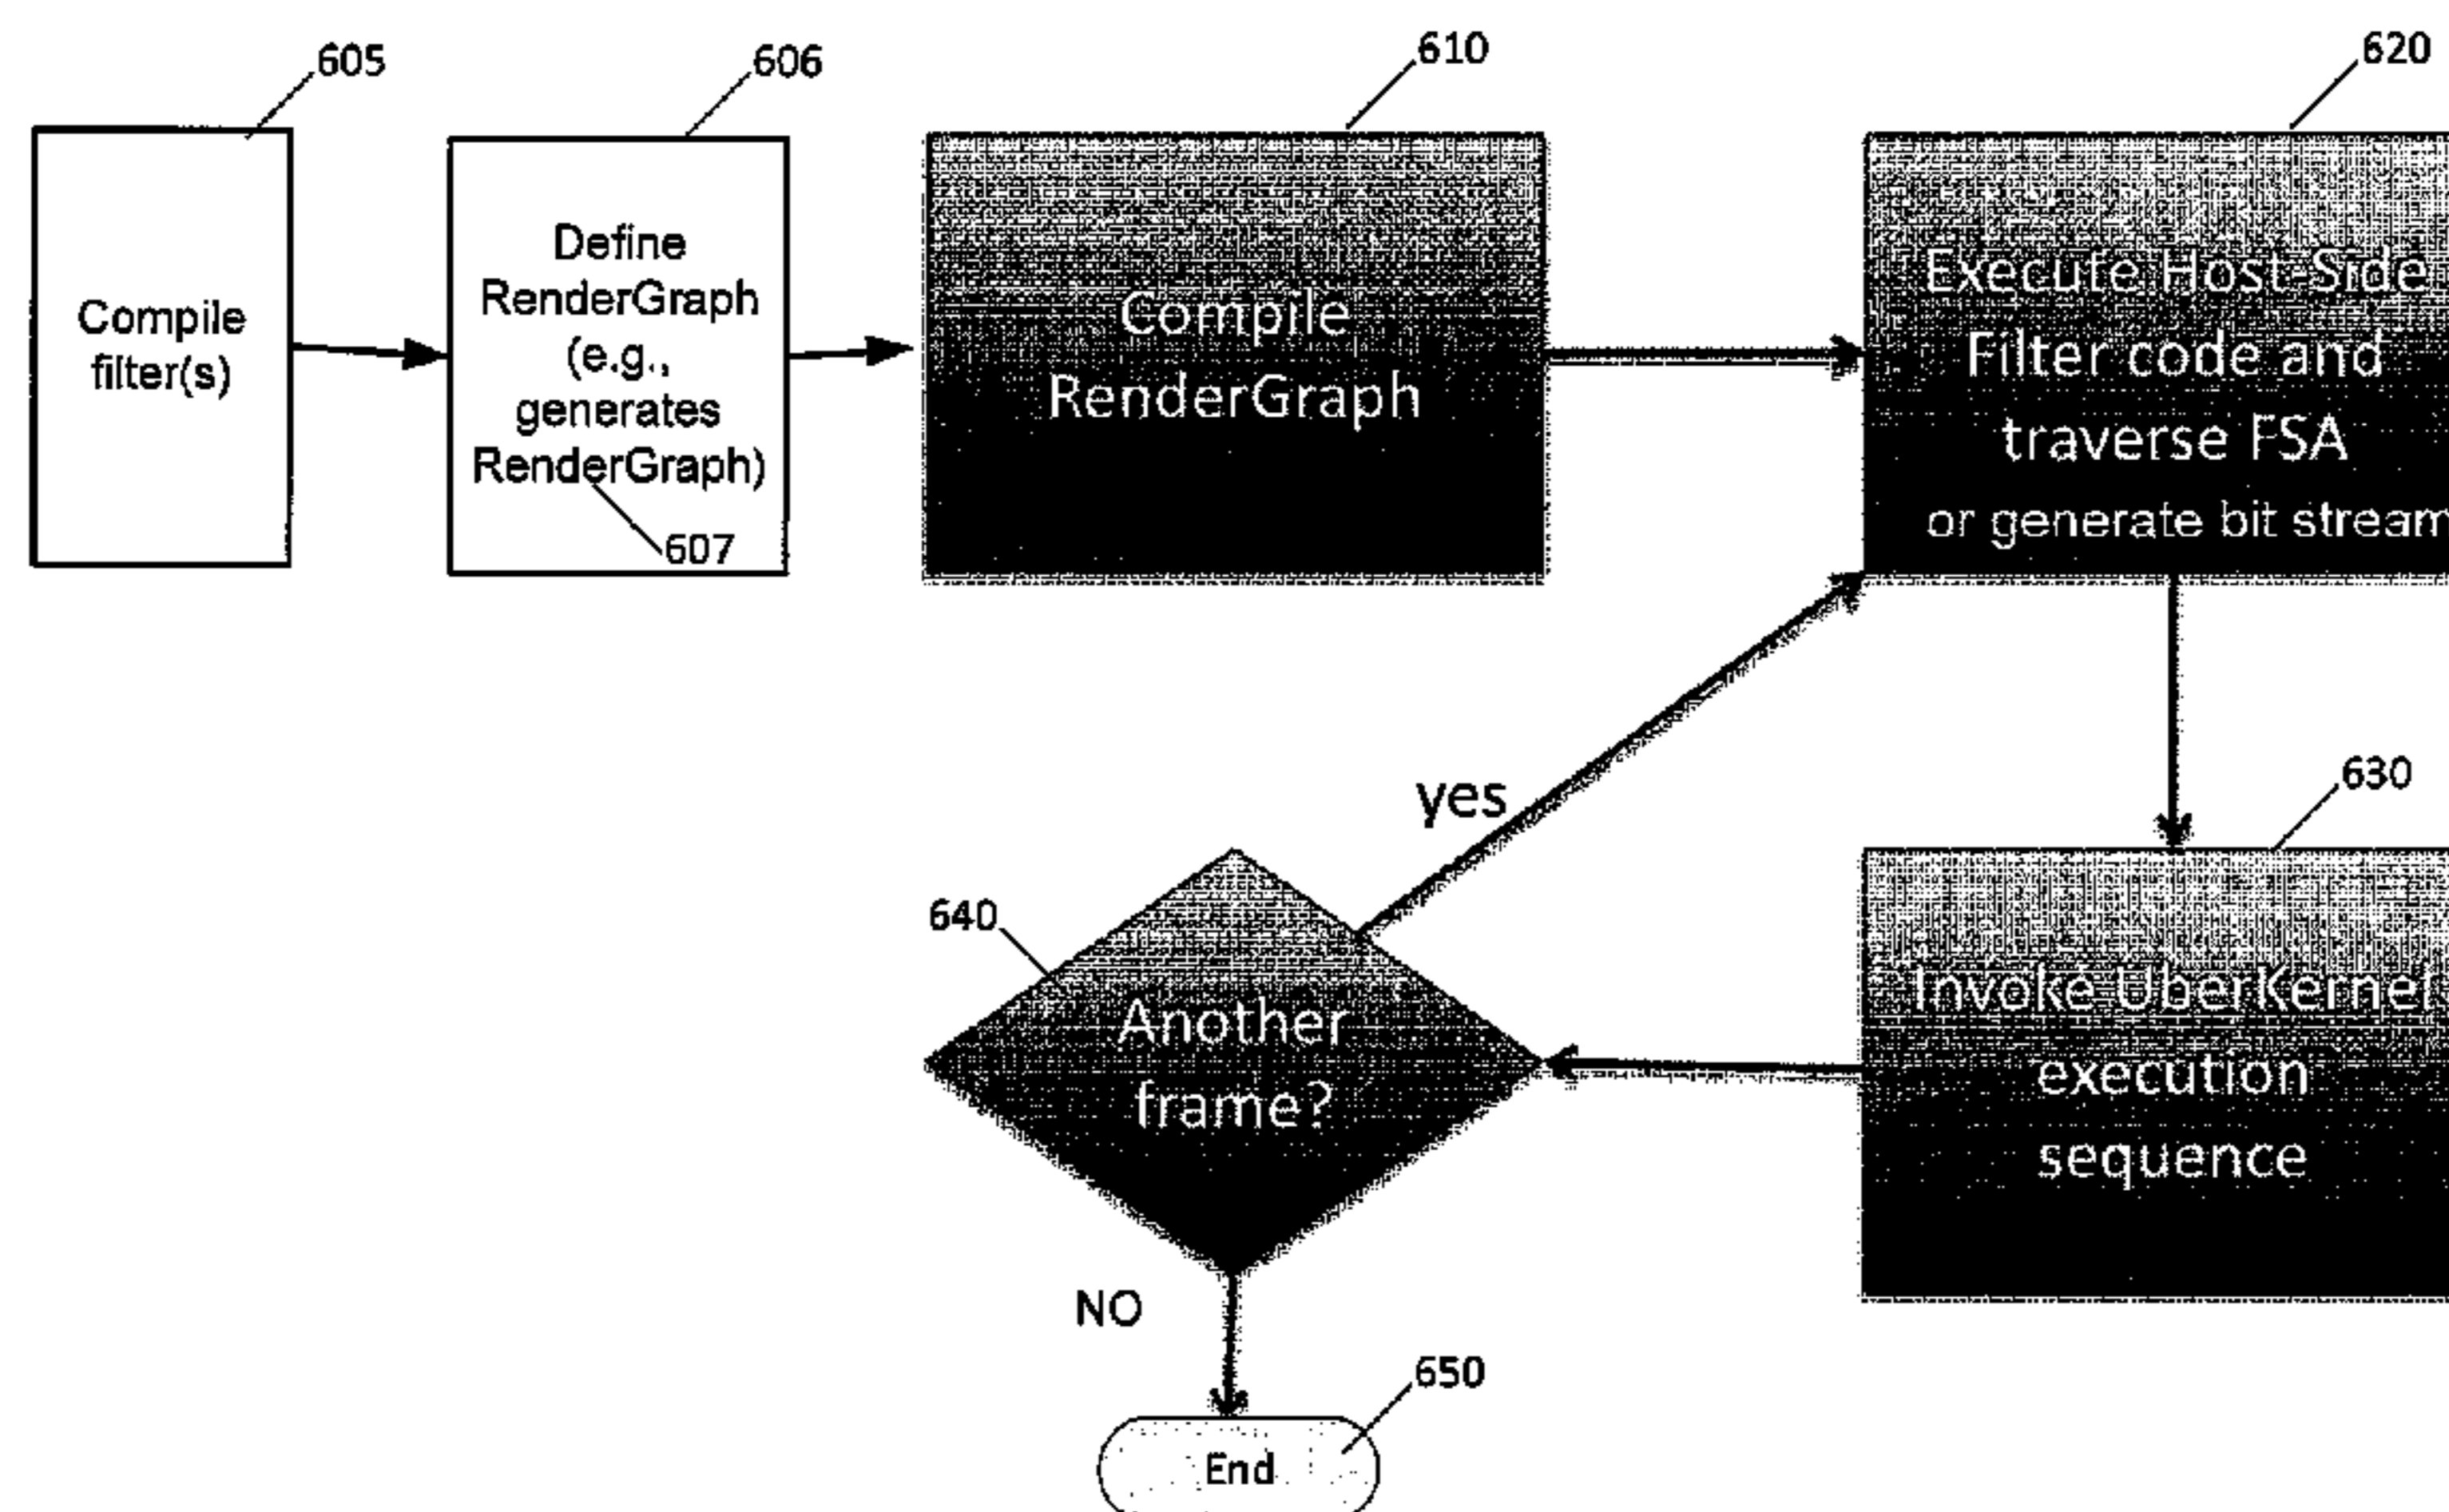 605
606
610
620
Compile
filter(s)
Define
RenderGraph
(e.g.,
generates
RenderGraph)
607
Compile
RenderGraph
Execute Host-Side
Filter code and
traverse FSA
or generate bit stream
yes
630
640
Another
frame?
Invoke UberKernel
execution
sequence
NO
650
End